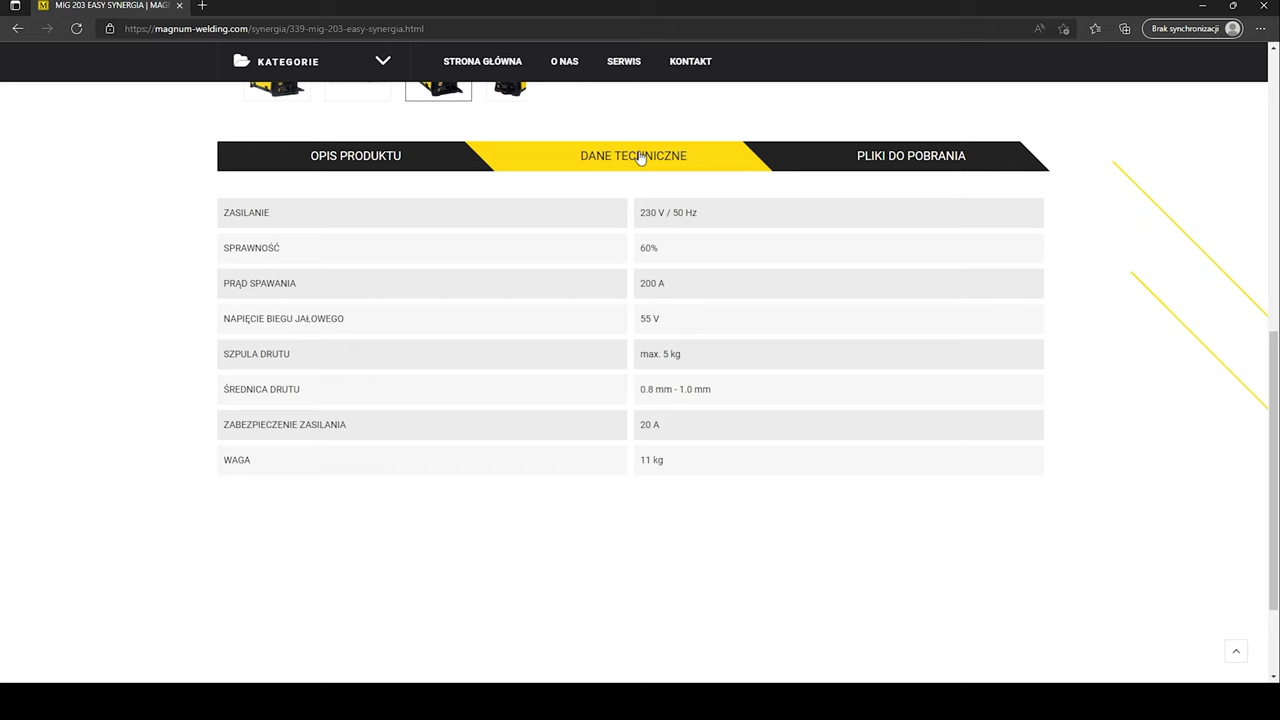 MIG 203 EASY SYNERGIA | MAG
https://magnum-welding.com/synergia/339-mig-203-easy-synergia.html
Brak synchronizacji
KATEGORIE
STRONA GŁÓWNA
O NAS
SERWIS
KONTAKT
OPIS PRODUKTU
DANE TECHNICZNE
PLIKI DO POBRANIA
ZASILANIE 230 V / 50 Hz
SPRAWNOŚĆ 60%
PRĄD SPAWANIA 200 A
NAPIĘCIE BIEGU JAŁOWEGO 55 V
SZPULA DRUTU max. 5 kg
ŚREDNICA DRUTU 0.8 mm - 1.0 mm
ZABEZPIECZENIE ZASILANIA 20 A
WAGA 11 kg